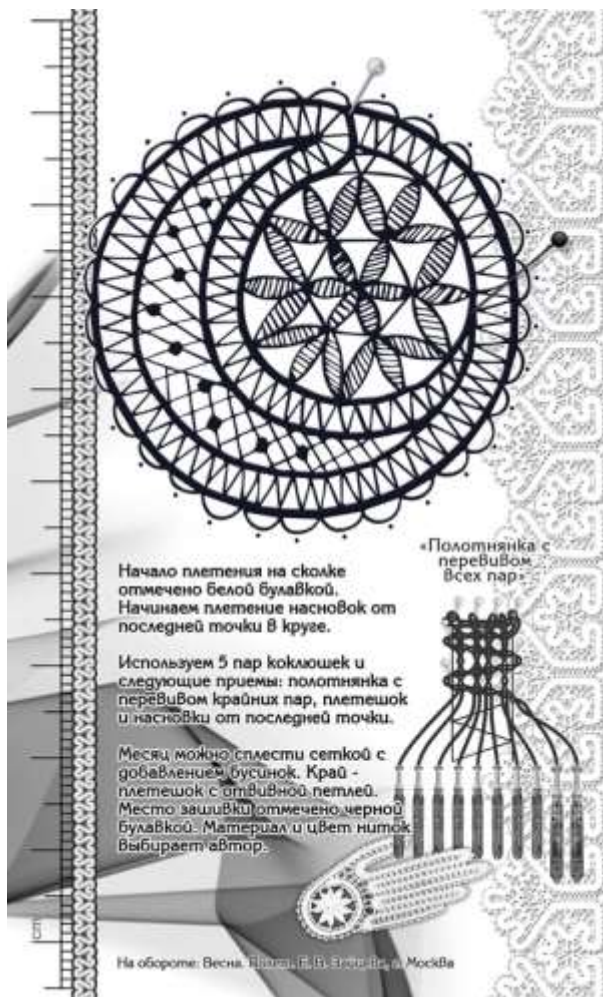 «Полотнянка с
перевивом
всех пар»
Начало плетения на сколке
отмечено белой булавкой.
Начинаем плетение насновок от
последней точки в круге.
Используем 5 пар коклюшек и
следующие приемы: полотнянка с
перевивом крайних пар, плетешок
и насновки от последней точки.
Месяц можно сплести сеткой с
добавлением бусинок. Край -
плетешок с отвивной петлей.
Место зашивки отмечено черной
булавкой. Материал и цвет ниток
выбирает автор.
cm
На обороте: Весна. г. Москва